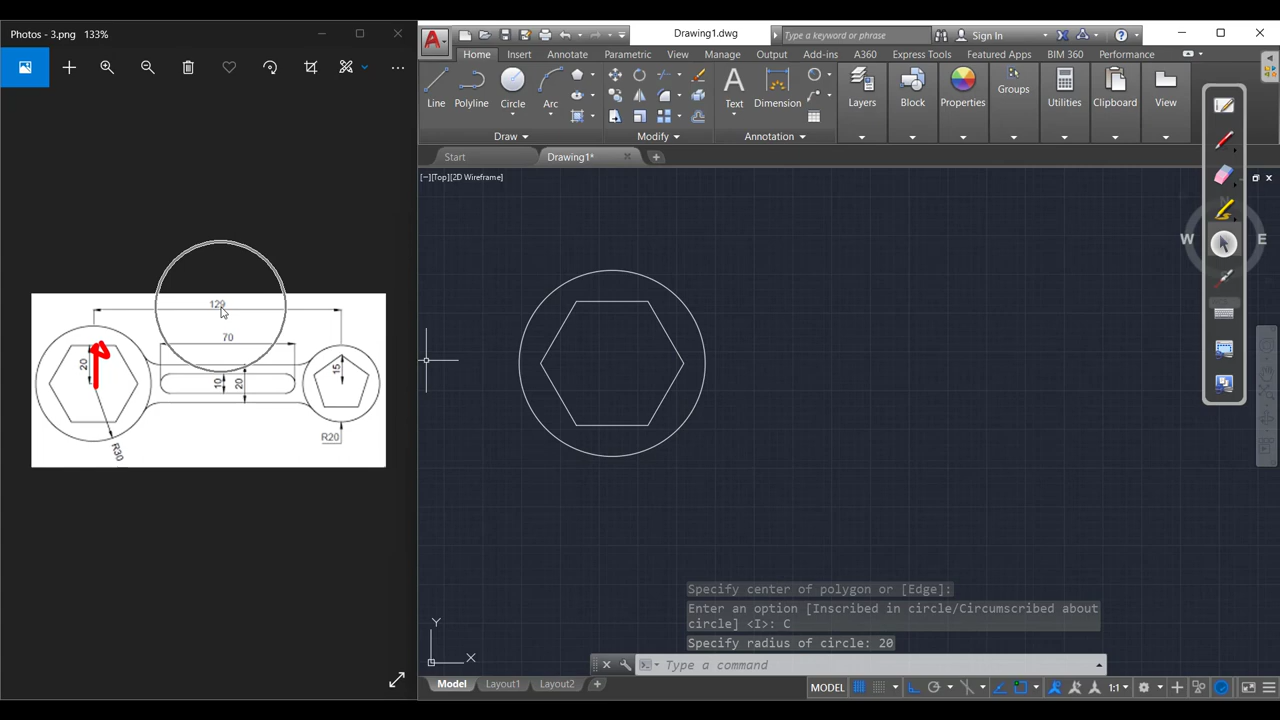 Photos - 3.png 133%
Drawing1.dwg
Type a keyword or phrase
Sign In
Home Insert Annotate Parametric View Manage Output Add-ins A360 Express Tools Featured Apps BIM 360 Performance
Line Polyline Circle Arc Text Dimension Layers Block Properties Groups Utilities Clipboard View
Draw Modify Annotation
Start Drawing1*
[−][Top][2D Wireframe]
W E
129
70
20
10
20
15
R30
R20
Specify center of polygon or [Edge]:
Enter an option [Inscribed in circle/Circumscribed about
circle] <I>: C
Specify radius of circle: 20
Y
X
Type a command
Model Layout1 Layout2
MODEL 1:1